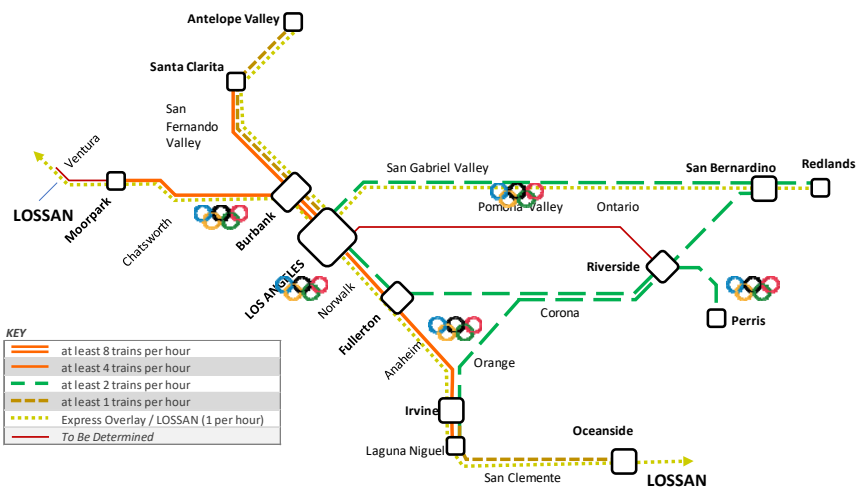 Antelope Valley
Santa Clarita
San
Fernando
Valley
Ventura
LOSSAN
Moorpark
Chatsworth
Burbank
LOS ANGELES
San Gabriel Valley
Pomona Valley
Ontario
San Bernardino
Redlands
Riverside
Perris
Corona
Norwalk
Fullerton
Anaheim
Orange
Irvine
Laguna Niguel
San Clemente
Oceanside
LOSSAN
KEY
at least 8 trains per hour
at least 4 trains per hour
at least 2 trains per hour
at least 1 trains per hour
Express Overlay / LOSSAN (1 per hour)
To Be Determined